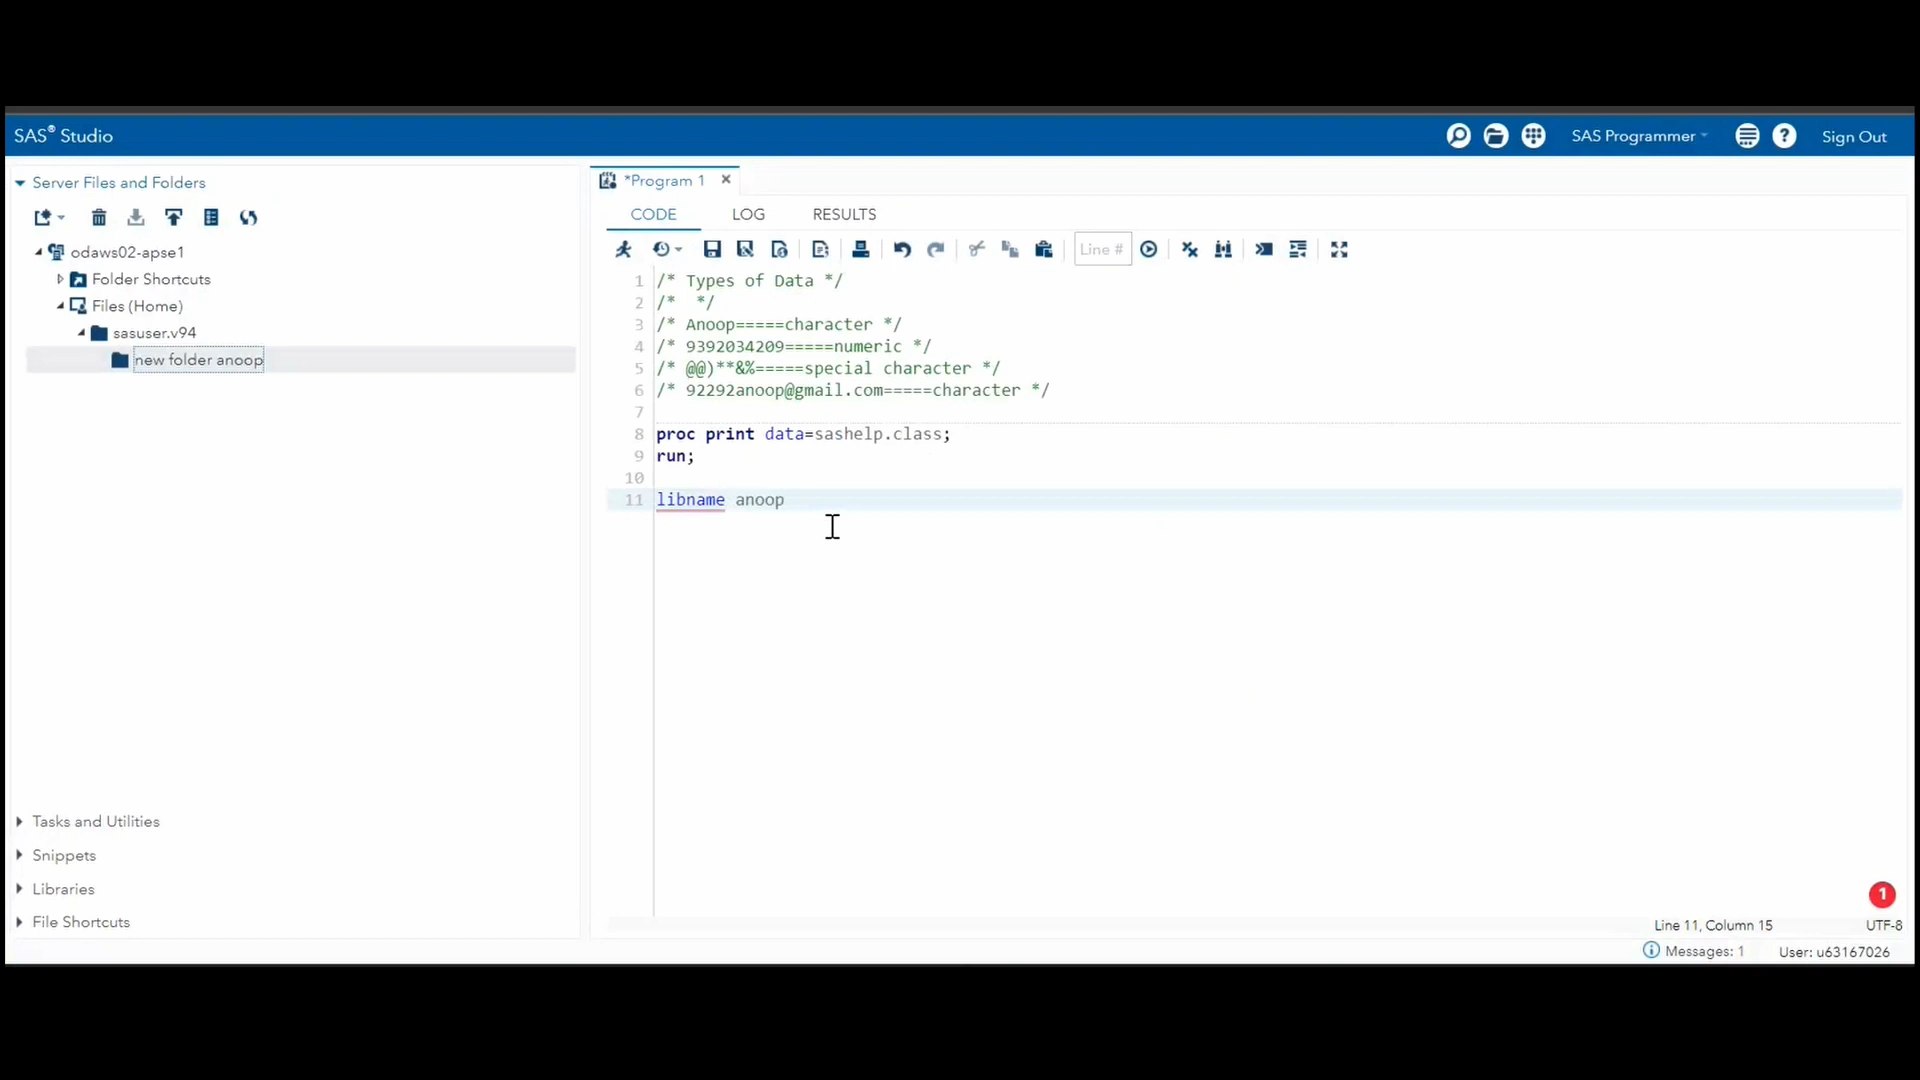 SAS® Studio
SAS Programmer
Sign Out
Server Files and Folders
odaws02-apse1
Folder Shortcuts
Files (Home)
sasuser.v94
new folder anoop
Tasks and Utilities
Snippets
Libraries
File Shortcuts
*Program 1
CODE LOG RESULTS
Line #
1 /* Types of Data */
2 /*  */
3 /* Anoop=====character */
4 /* 9392034209=====numeric */
5 /* @@)**&%=====special character */
6 /* 92292anoop@gmail.com=====character */
7
8 proc print data=sashelp.class;
9 run;
10
11 libname anoop
1
Line 11, Column 15
UTF-8
Messages: 1
User: u63167026